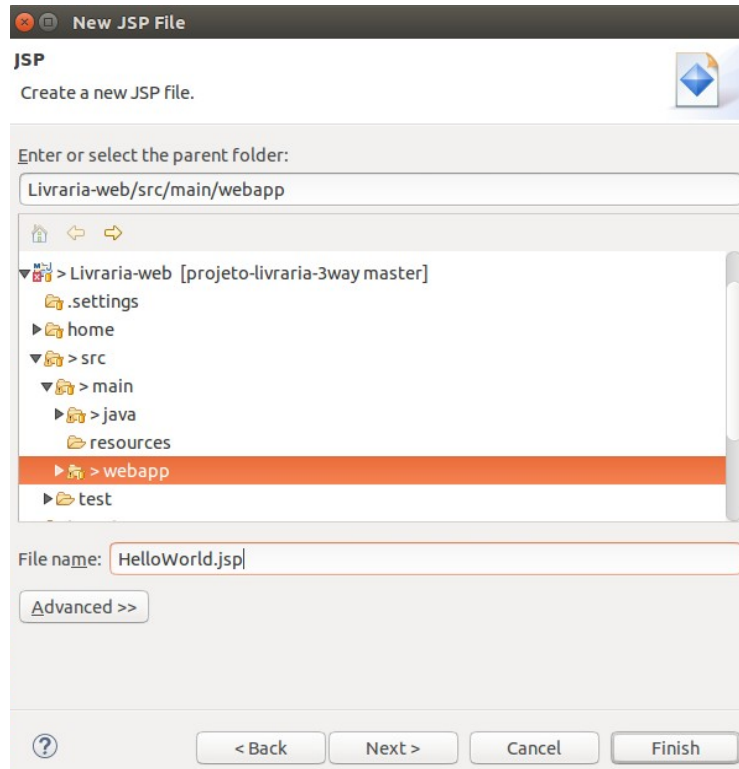 New JSP File
JSP
Create a new JSP file.
Enter or select the parent folder:
Livraria-web/src/main/webapp
> Livraria-web [projeto-livraria-3way master]
.settings
home
> src
> main
> java
resources
> webapp
test
File name: HelloWorld.jsp
Advanced >>
? < Back Next > Cancel Finish